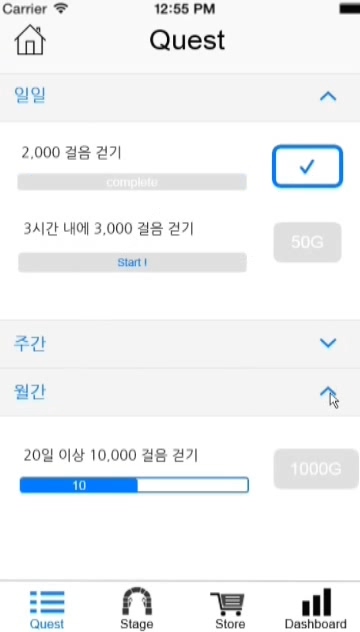 Carrier 12:55 PM
Quest
일일
2,000 걸음 걷기
complete
3시간 내에 3,000 걸음 걷기
50G
Start !
주간
월간
20일 이상 10,000 걸음 걷기
1000G
10
Quest Stage Store Dashboard